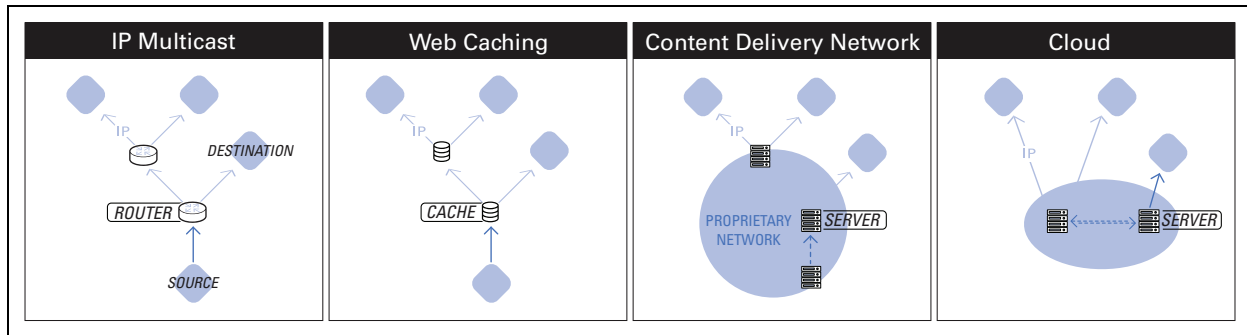 IP Multicast
IP
DESTINATION
ROUTER
SOURCE
Web Caching
IP
CACHE
Content Delivery Network
IP
PROPRIETARY
NETWORK
SERVER
Cloud
IP
SERVER